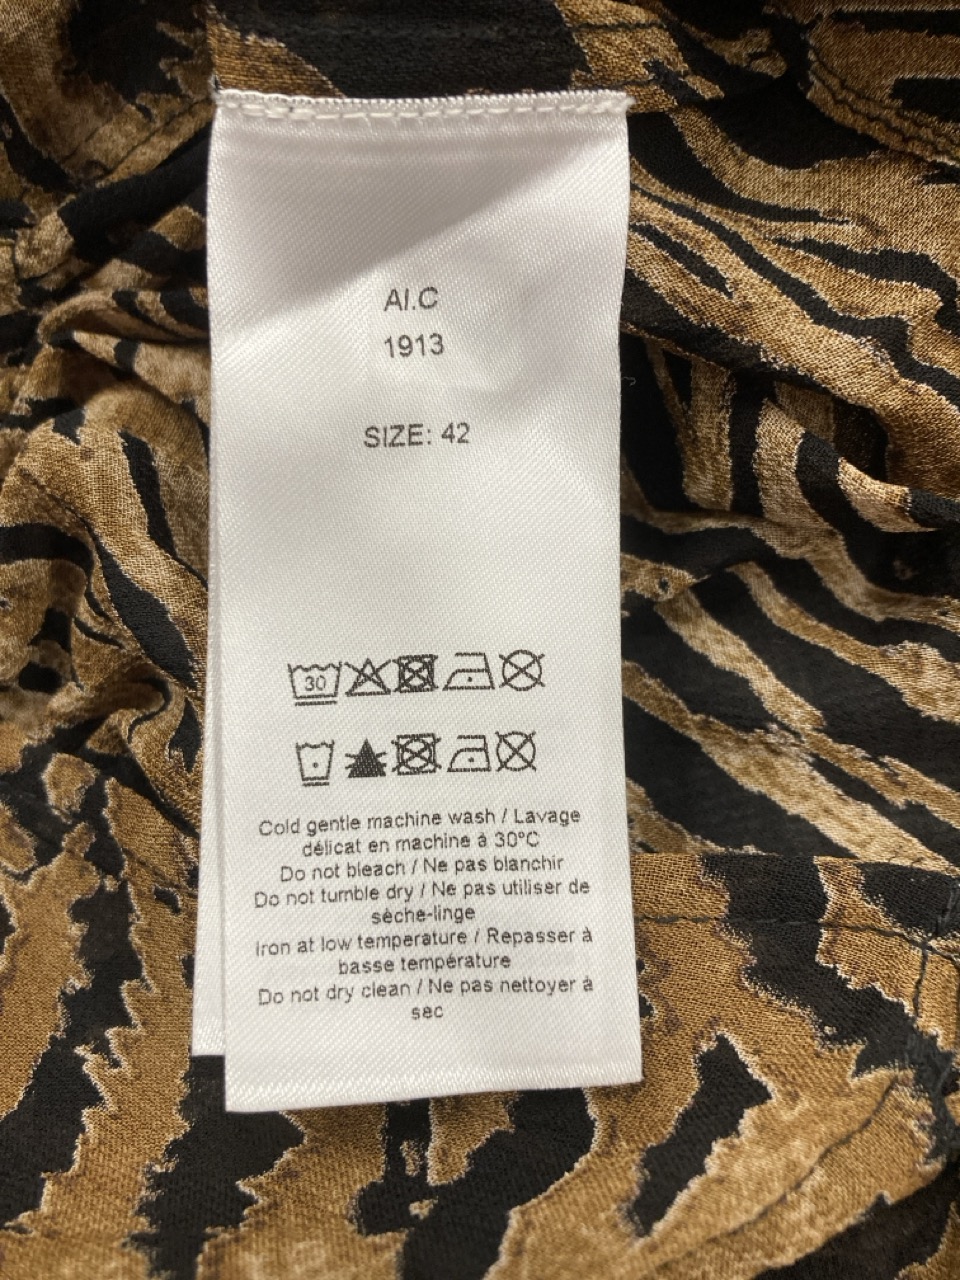 AI.C
1913
SIZE: 42
30
Cold gentle machine wash / Lavage
délicat en machine à 30°C
Do not bleach / Ne pas blanchir
Do not tumble dry / Ne pas utiliser de
sèche-linge
Iron at low temperature / Repasser à
basse température
Do not dry clean / Ne pas nettoyer à
sec